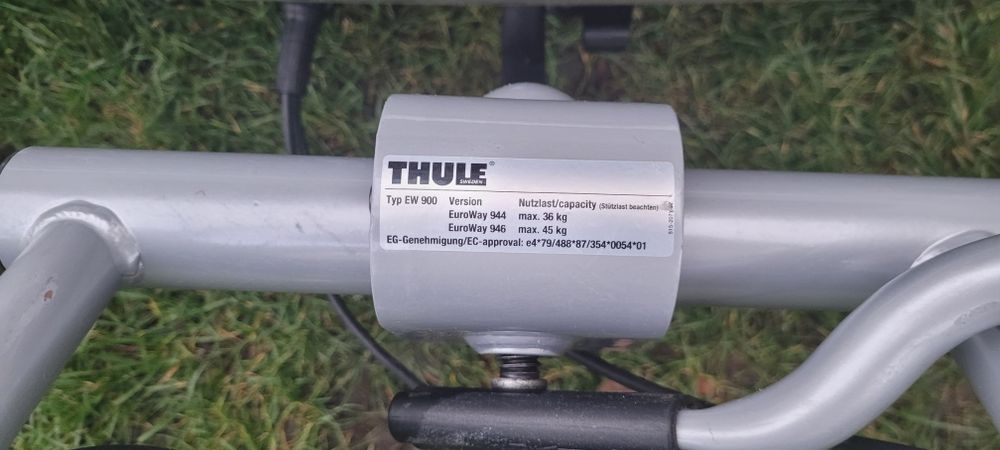 THULE®
SWEDEN
Typ EW 900 Version Nutzlast/capacity (Stützlast beachten)
EuroWay 944 max. 36 kg
EuroWay 946 max. 45 kg
EG-Genehmigung/EC-approval: e4*79/488*87/354*0054*01